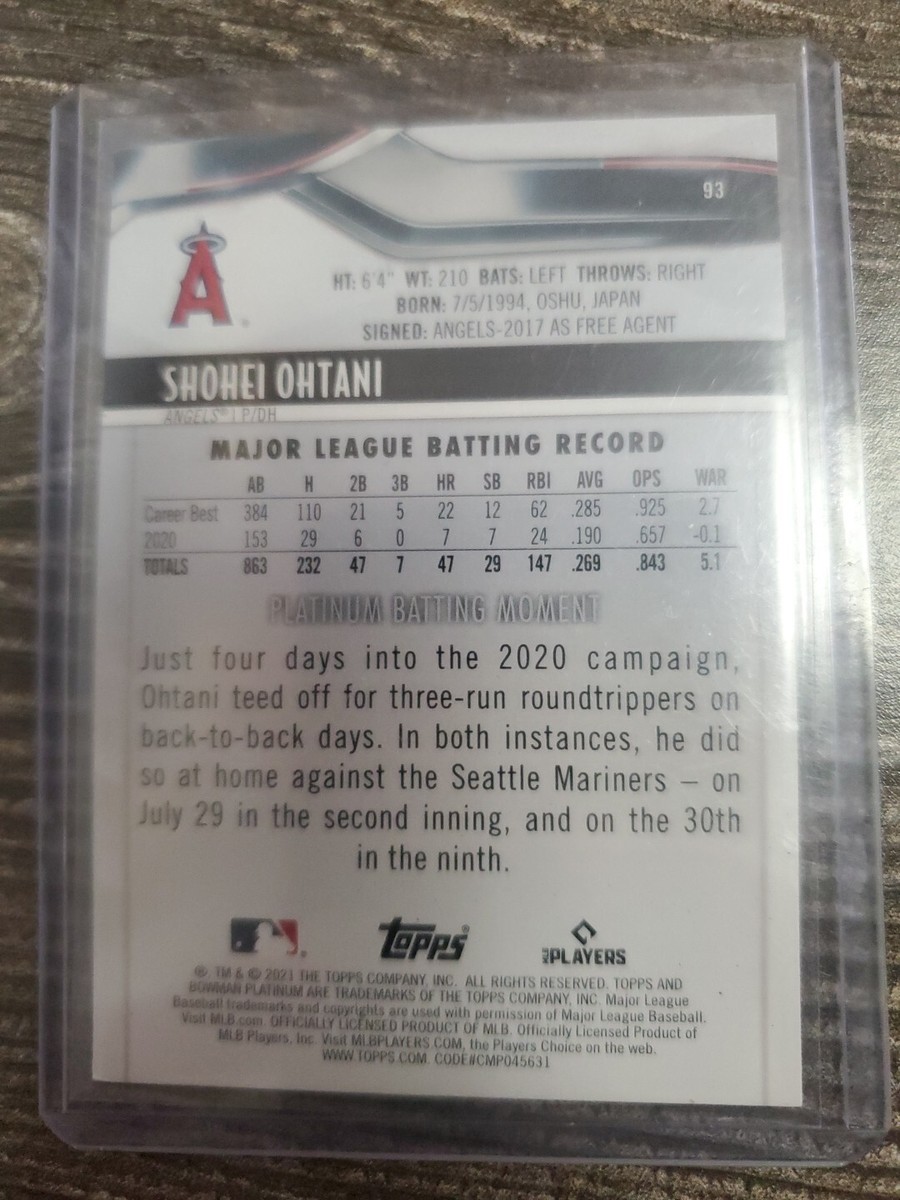 93
A
HT: 6'4" WT: 210 BATS: LEFT THROWS: RIGHT
BORN: 7/5/1994, OSHU, JAPAN
SIGNED: ANGELS-2017 AS FREE AGENT
SHOHEI OHTANI
ANGELS® | P/DH
MAJOR LEAGUE BATTING RECORD
AB H 2B 3B HR SB RBI AVG OPS WAR
Career Best 384 110 21 5 22 12 62 .285 .925 2.7
2020 153 29 6 0 7 7 24 .190 .657 -0.1
TOTALS 863 232 47 7 47 29 147 .269 .843 5.1
PLATINUM BATTING MOMENT
Just four days into the 2020 campaign,
Ohtani teed off for three-run roundtrippers on
back-to-back days. In both instances, he did
so at home against the Seattle Mariners – on
July 29 in the second inning, and on the 30th
in the ninth.
topps®
MLB PLAYERS
® TM & © 2021 THE TOPPS COMPANY, INC. ALL RIGHTS RESERVED. TOPPS AND
BOWMAN PLATINUM ARE TRADEMARKS OF THE TOPPS COMPANY, INC. Major League
Baseball trademarks and copyrights are used with permission of Major League Baseball.
Visit MLB.com. OFFICIALLY LICENSED PRODUCT OF MLB. Officially Licensed Product of
MLB Players, Inc. Visit MLBPLAYERS.COM, the Players Choice on the web.
WWW.TOPPS.COM. CODE#CMP045631